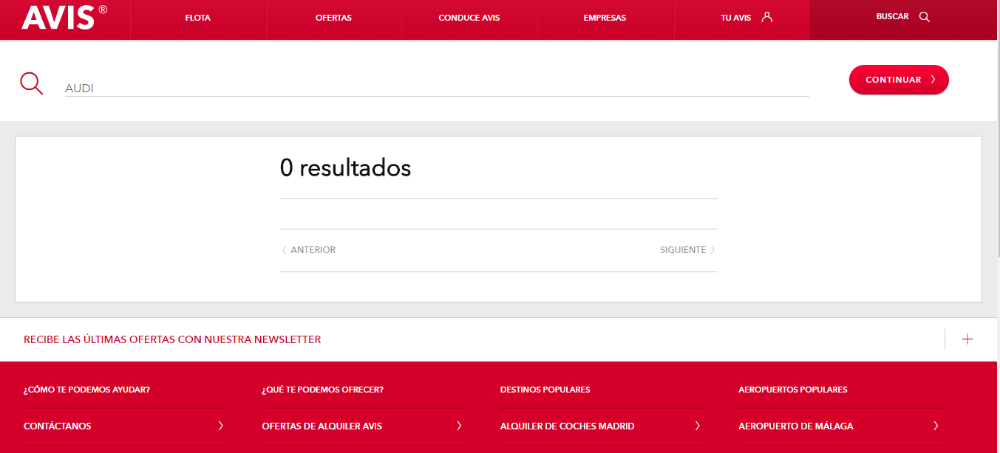 AVIS®
FLOTA
OFERTAS
CONDUCE AVIS
EMPRESAS
TU AVIS
BUSCAR
AUDI
CONTINUAR
0 resultados
ANTERIOR
SIGUIENTE
RECIBE LAS ÚLTIMAS OFERTAS CON NUESTRA NEWSLETTER
¿CÓMO TE PODEMOS AYUDAR?
¿QUÉ TE PODEMOS OFRECER?
DESTINOS POPULARES
AEROPUERTOS POPULARES
CONTÁCTANOS
OFERTAS DE ALQUILER AVIS
ALQUILER DE COCHES MADRID
AEROPUERTO DE MÁLAGA